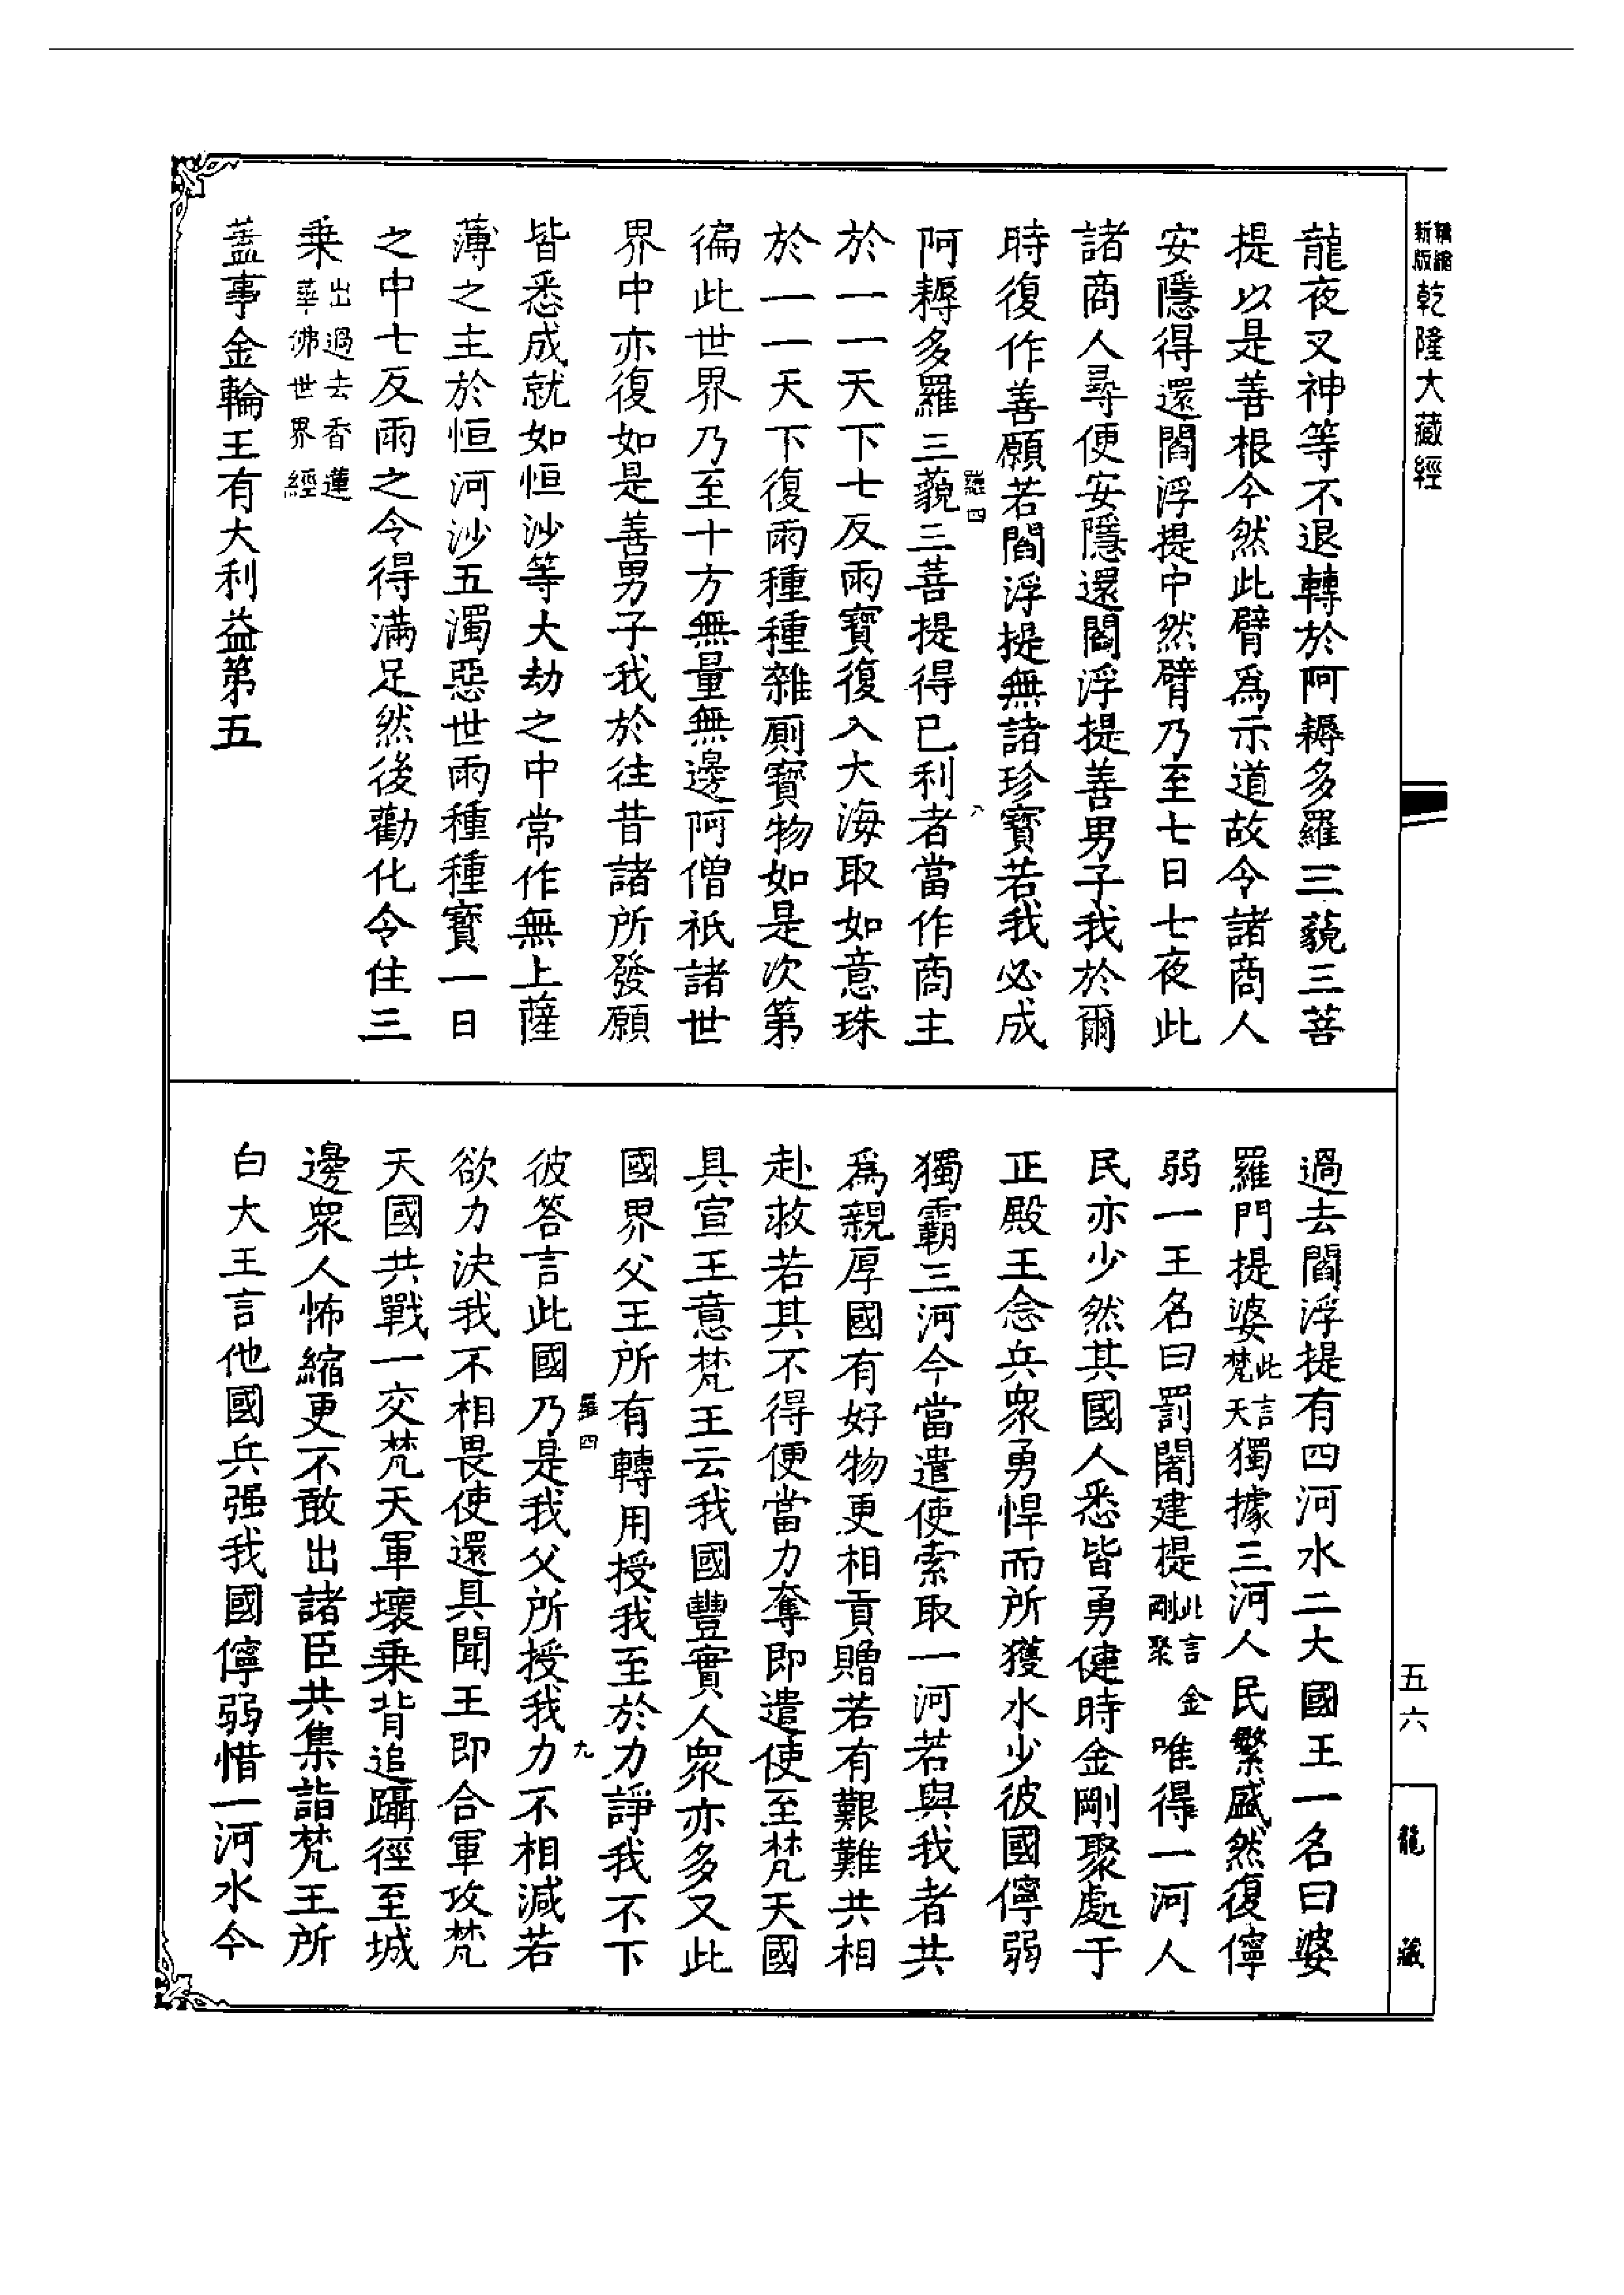 新版
精縮
乾隆大藏經
龍夜叉神等不退轉於阿耨多羅三藐三菩
提以是善根今然此臂為示道故令諸商人
安隱得還閻浮提中然臂乃至七日七夜此
諸商人尋便安隱還閻浮提善男子我於爾
時復作善願若閻浮提無諸珍寶若我必成
阿耨多羅三藐三菩提得已利者當作商主
羅四
八
於一一天下七反雨寶復入大海取如意珠
於一一天下復雨種種雜廁寶物如是次第
徧此世界乃至十方無量無邊阿僧祇諸世
界中亦復如是善男子我於往昔諸所發願
皆悉成就如恒沙等大劫之中常作無上薩
薄之主於恒河沙五濁惡世雨種種寶一日
之中七反雨之令得滿足然後勸化令住三
乗出過去香蓮華佛世界經
蓋事金輪王有大利益第五
過去閻浮提有四河水二大國王一名曰婆
羅門提婆此言梵天獨據三河人民繁盛然復儜
弱一王名曰罰闍建提此言金剛聚唯得一河人
民亦少然其國人悉皆勇健時金剛聚處于
正殿王念兵衆勇悍而所獲水少彼國儜弱
獨霸三河今當遣使索取一河若與我者共
為親厚國有好物更相貢贈若有艱難共相
赴救若其不得便當力奪即遣使至梵天國
具宣王意梵王云我國豐實人衆亦多又此
國界父王所有轉用授我至於力諍我不下
羅四
九
彼答言此國乃是我父所授我力不相減若
欲力決我不相畏使還具聞王即合軍攻梵
天國共戰一交梵天軍壞乗背追躡徑至城
邊衆人怖縮更不敢出諸臣共集詣梵王所
白大王言他國兵强我國儜弱惜一河水今
五六
龍藏